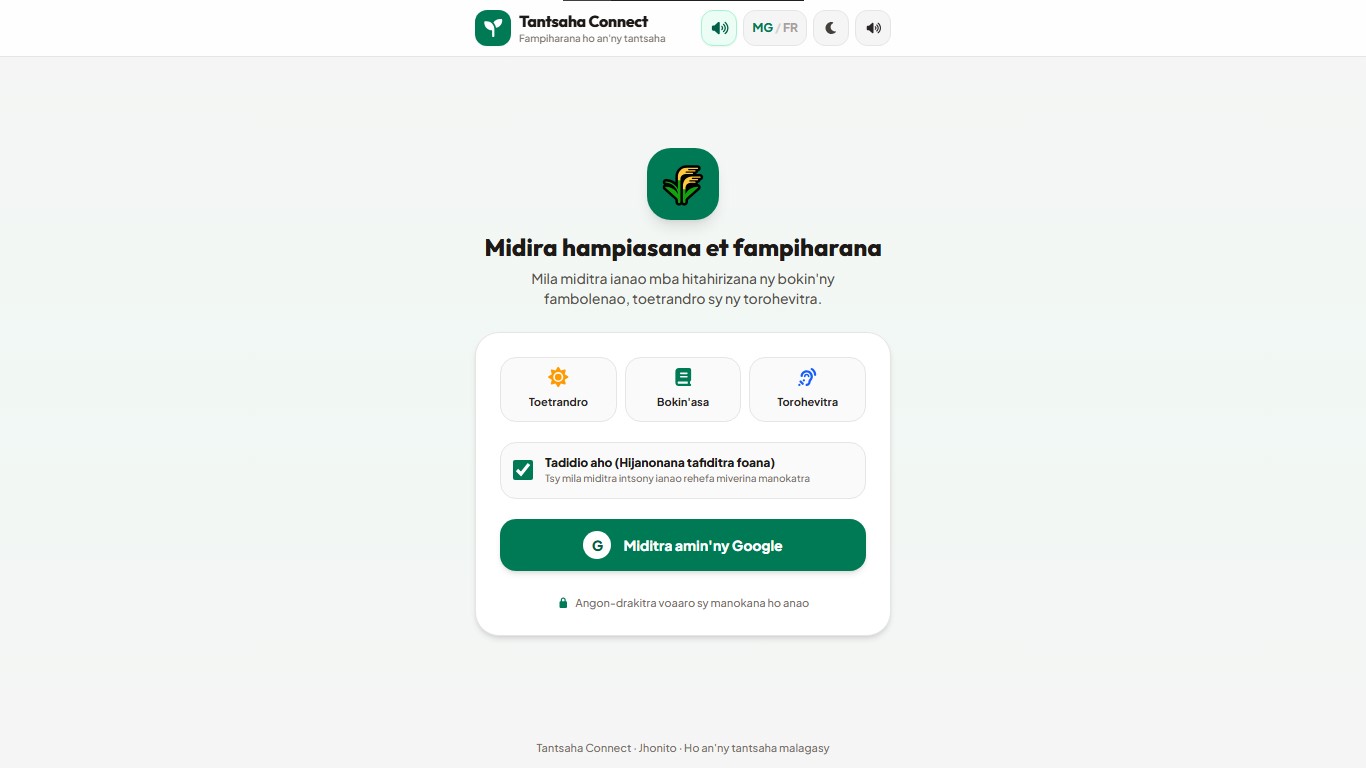 Tantsaha Connect
Fampiharana ho an'ny tantsaha
MG / FR
Midira hampiasana et fampiharana
Mila miditra ianao mba hitahirizana ny bokin'ny
fambolenao, toetrandro sy ny torohevitra.
Toetrandro
Bokin'asa
Torohevitra
Tadidio aho (Hijanonana tafiditra foana)
Tsy mila miditra intsony ianao rehefa miverina manokatra
G Miditra amin'ny Google
Angon-drakitra voaaro sy manokana ho anao
Tantsaha Connect · Jhonito · Ho an'ny tantsaha malagasy